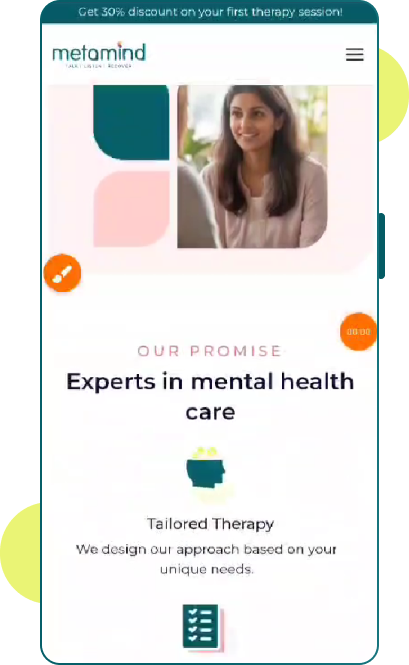 Get 30% discount on your first therapy session!
metamind
00:00
OUR PROMISE
Experts in mental health
care
Tailored Therapy
We design our approach based on your
unique needs.